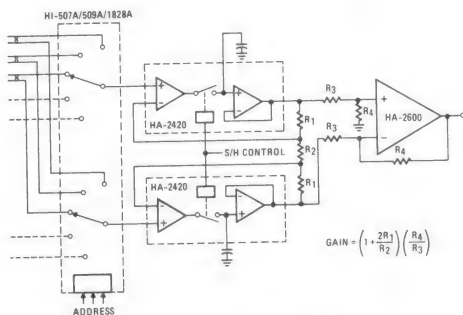 HI-507A/509A/1828A
HA-2420
S/H CONTROL
HA-2420
R1
R2
R1
R3
R3
R4
R4
+
-
+
-
+
-
+
-
+
-
HA-2600
GAIN = (1 + 2R1/R2) (R4/R3)
ADDRESS